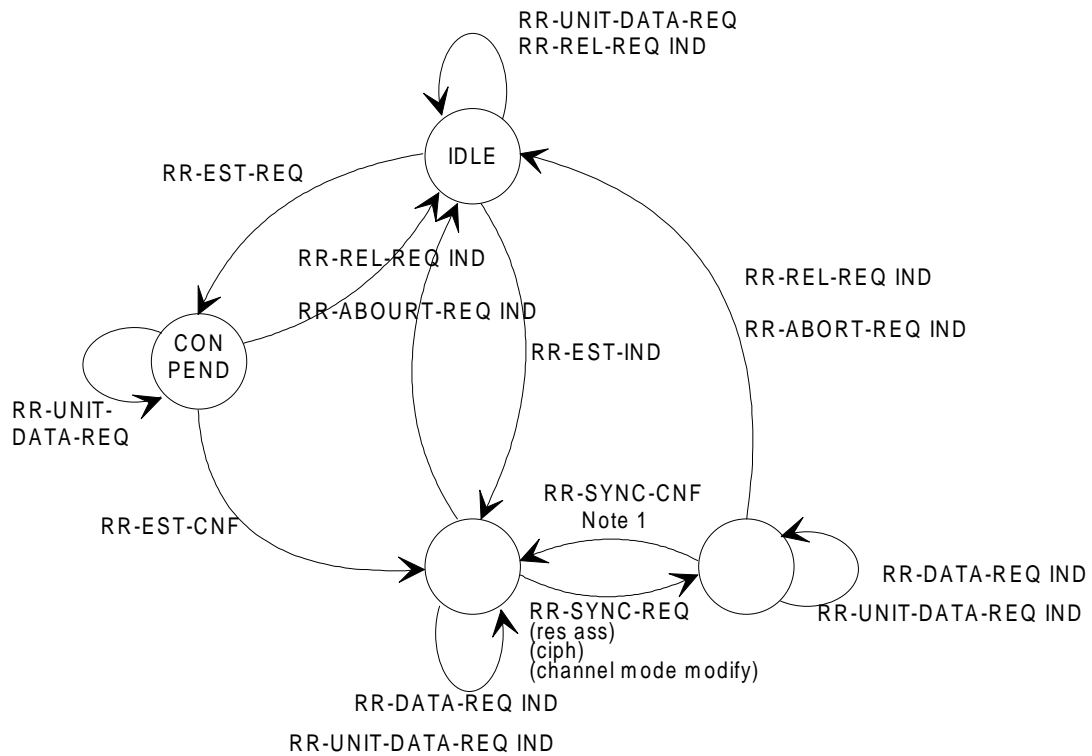 RR-UNIT-DATA-REQ
RR-REL-REQ IND
IDLE
RR-EST-REQ
RR-REL-REQ IND
RR-ABOURT-REQ IND
RR-REL-REQ IND
RR-ABORT-REQ IND
CON
PEND
RR-EST-IND
RR-UNIT-
DATA-REQ
RR-EST-CNF
RR-SYNC-CNF
Note 1
RR-SYNC-REQ
(res ass)
(ciph)
(channel mode modify)
RR-DATA-REQ IND
RR-UNIT-DATA-REQ IND
RR-DATA-REQ IND
RR-UNIT-DATA-REQ IND